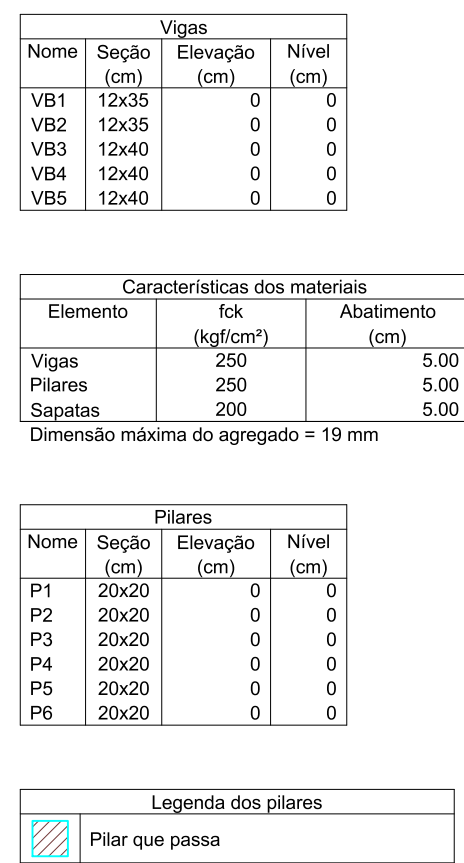 Vigas
Nome Seção Elevação Nível
(cm) (cm) (cm)
VB1 12x35 0 0
VB2 12x35 0 0
VB3 12x40 0 0
VB4 12x40 0 0
VB5 12x40 0 0
Características dos materiais
Elemento fck Abatimento
(kgf/cm²) (cm)
Vigas 250 5.00
Pilares 250 5.00
Sapatas 200 5.00
Dimensão máxima do agregado = 19 mm
Pilares
Nome Seção Elevação Nível
(cm) (cm) (cm)
P1 20x20 0 0
P2 20x20 0 0
P3 20x20 0 0
P4 20x20 0 0
P5 20x20 0 0
P6 20x20 0 0
Legenda dos pilares
Pilar que passa